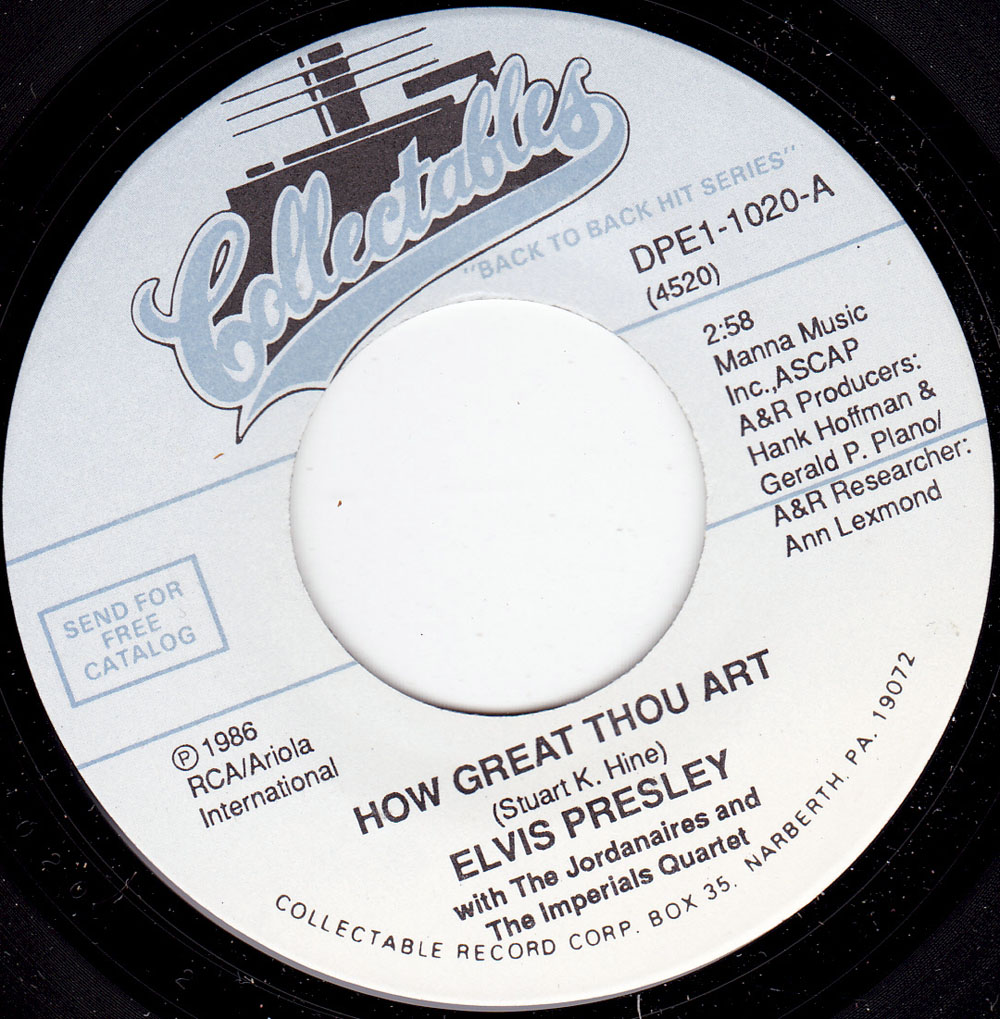 Collectables
"BACK TO BACK HIT SERIES"
DPE1-1020-A
(4520)
2:58
Manna Music
Inc.,ASCAP
A&R Producers:
Hank Hoffman &
Gerald P. Plano/
A&R Researcher:
Ann Lexmond
SEND FOR
FREE
CATALOG
℗ 1986
RCA/Ariola
International
HOW GREAT THOU ART
(Stuart K. Hine)
ELVIS PRESLEY
with The Jordanaires and
The Imperials Quartet
COLLECTABLE RECORD CORP. BOX 35, NARBERTH, PA. 19072